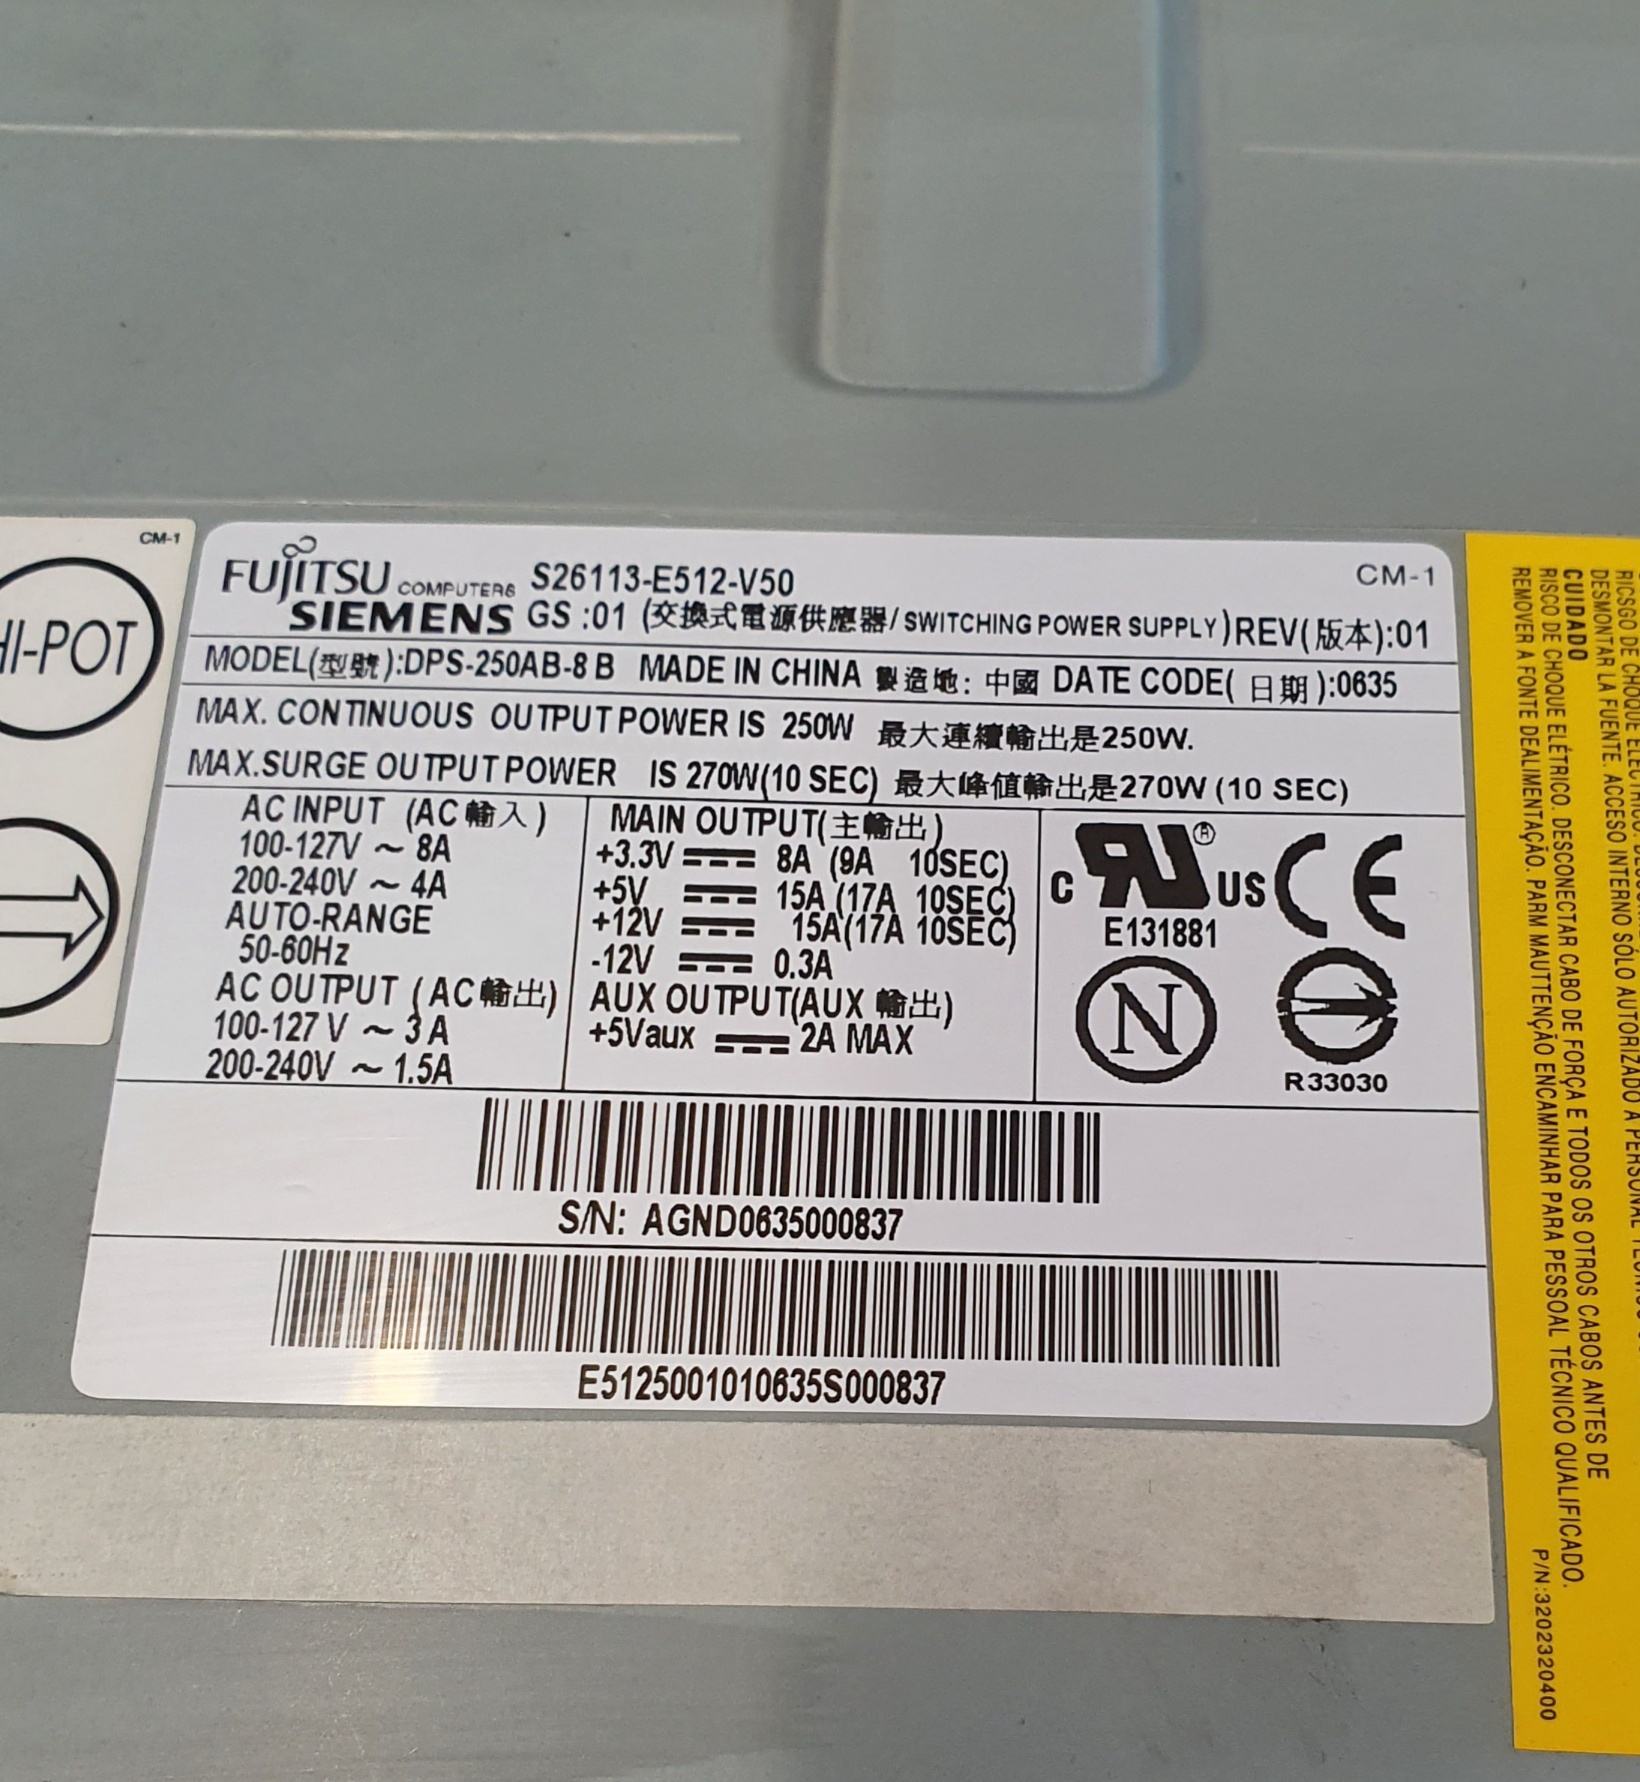 CM-1
HI-POT
FUJITSU COMPUTERS
SIEMENS
S26113-E512-V50
CM-1
GS :01 (交換式電源供應器/SWITCHING POWER SUPPLY)REV(版本):01
MODEL(型號):DPS-250AB-8 B MADE IN CHINA 製造地: 中國 DATE CODE( 日期 ):0635
MAX. CONTINUOUS OUTPUT POWER IS 250W 最大連續輸出是250W.
MAX.SURGE OUTPUT POWER IS 270W(10 SEC) 最大峰值輸出是270W (10 SEC)
AC INPUT (AC 輸入)
100-127V ~ 8A
200-240V ~ 4A
AUTO-RANGE
50-60Hz
AC OUTPUT (AC 輸出)
100-127 V ~ 3 A
200-240V ~ 1.5A
MAIN OUTPUT(主輸出)
+3.3V ⎓ 8A (9A 10SEC)
+5V ⎓ 15A (17A 10SEC)
+12V ⎓ 15A(17A 10SEC)
-12V ⎓ 0.3A
AUX OUTPUT(AUX 輸出)
+5Vaux ⎓ 2A MAX
C RU® US CE
E131881
N
R33030
S/N: AGND0635000837
E5125001010635S000837
DESMONTAR LA FUENTE. ACCESO INTERNO SÓLO AUTORIZADO A PERSONAL
CUIDADO
RISCO DE CHOQUE ELÉTRICO. DESCONECTAR CABO DE FORÇA E TODOS OS OTROS CABOS ANTES DE
REMOVER A FONTE DEALIMENTAÇÃO. PARM MAUTTENÇÃO ENCAMINHAR PARA PESSOAL TÉCNICO QUALIFICADO.
P/N:3202320400